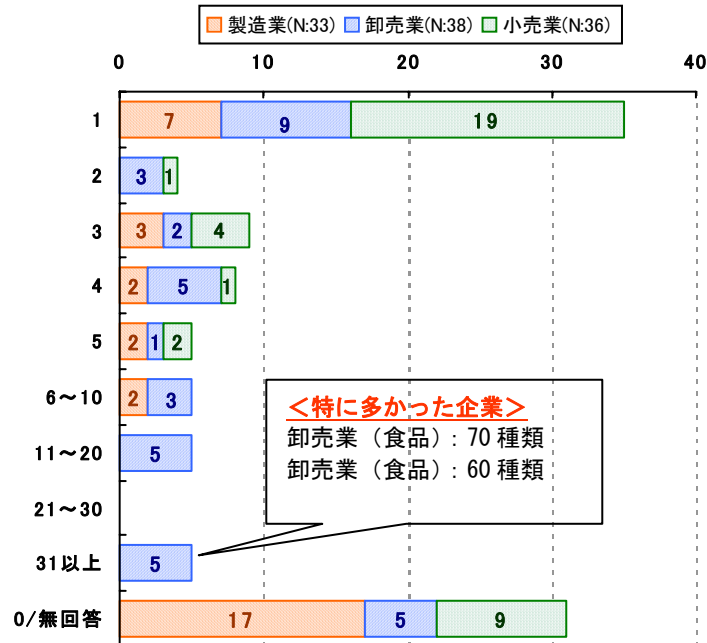 製造業(N:33) 卸売業(N:38) 小売業(N:36)
0 10 20 30 40
1 7 9 19
2 3 1
3 3 2 4
4 2 5 1
5 2 1 2
6～10 2 3
＜特に多かった企業＞
卸売業（食品）：70種類
卸売業（食品）：60種類
11～20 5
21～30
31以上 5
0/無回答 17 5 9